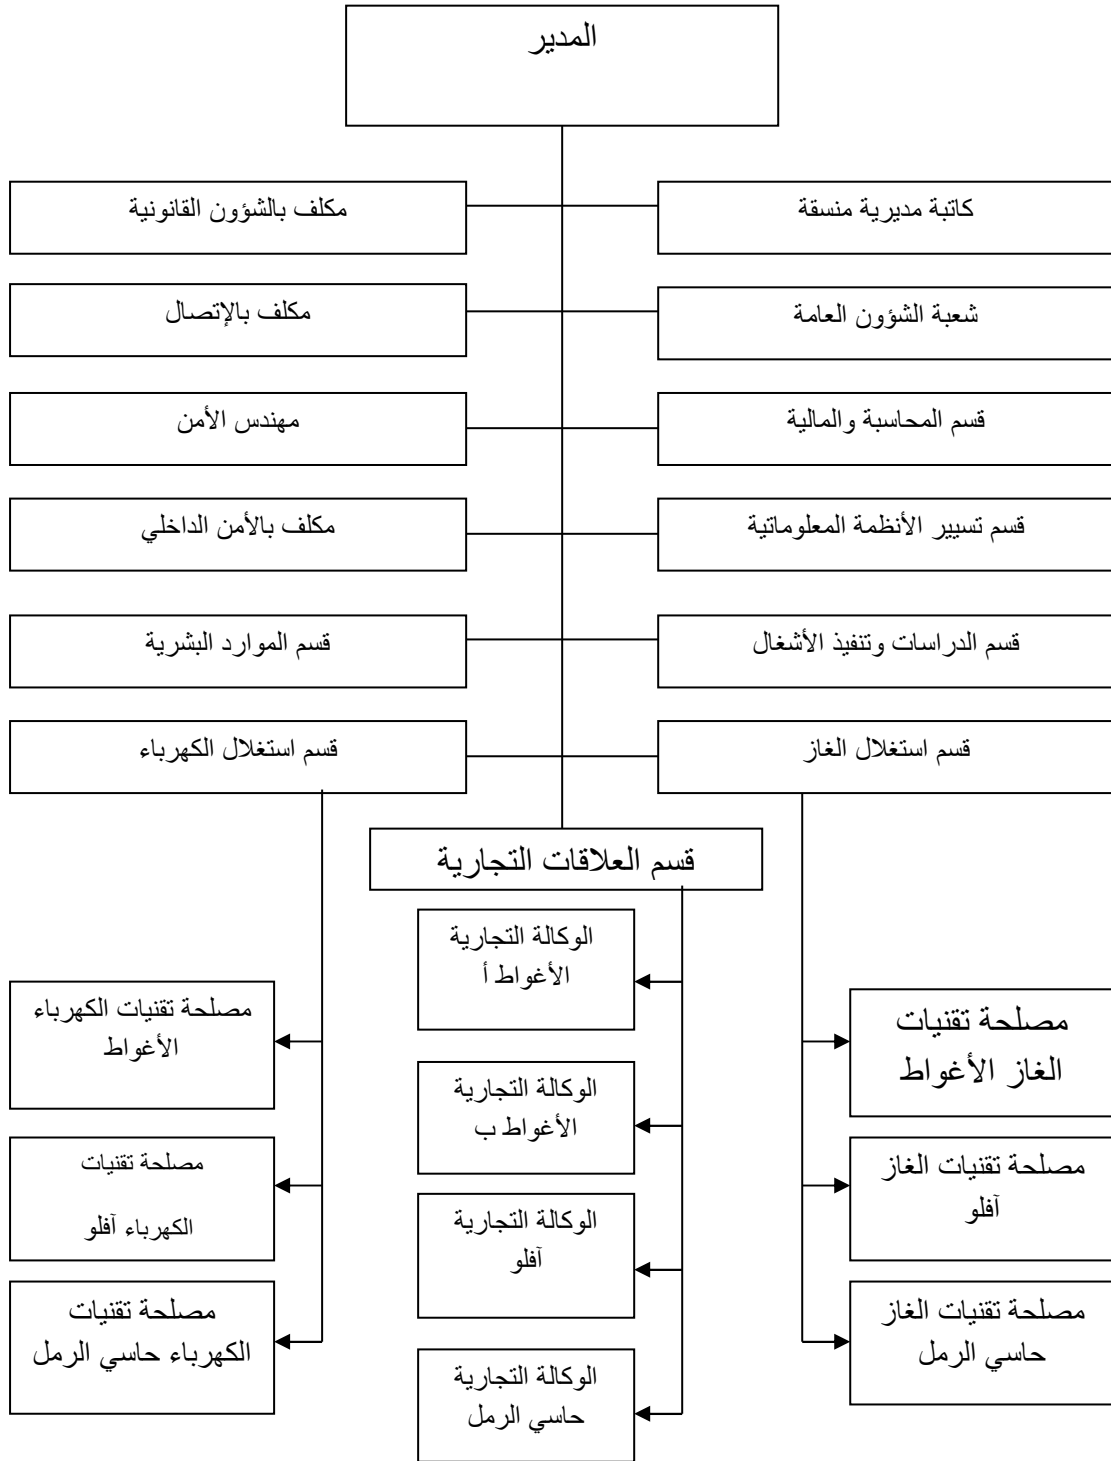 المدير
كاتبة مديرية منسقة
مكلف بالشؤون القانونية
شعبة الشؤون العامة
مكلف بالإتصال
قسم المحاسبة والمالية
مهندس الأمن
قسم تسيير الأنظمة المعلوماتية
مكلف بالأمن الداخلي
قسم الدراسات وتنفيذ الأشغال
قسم الموارد البشرية
قسم استغلال الغاز
قسم استغلال الكهرباء
قسم العلاقات التجارية
مصلحة تقنيات
الغاز الأغواط
مصلحة تقنيات الغاز
آفلو
مصلحة تقنيات الغاز
حاسي الرمل
الوكالة التجارية
الأغواط أ
الوكالة التجارية
الأغواط ب
الوكالة التجارية
آفلو
الوكالة التجارية
حاسي الرمل
مصلحة تقنيات الكهرباء
الأغواط
مصلحة تقنيات
الكهرباء آفلو
مصلحة تقنيات
الكهرباء حاسي الرمل